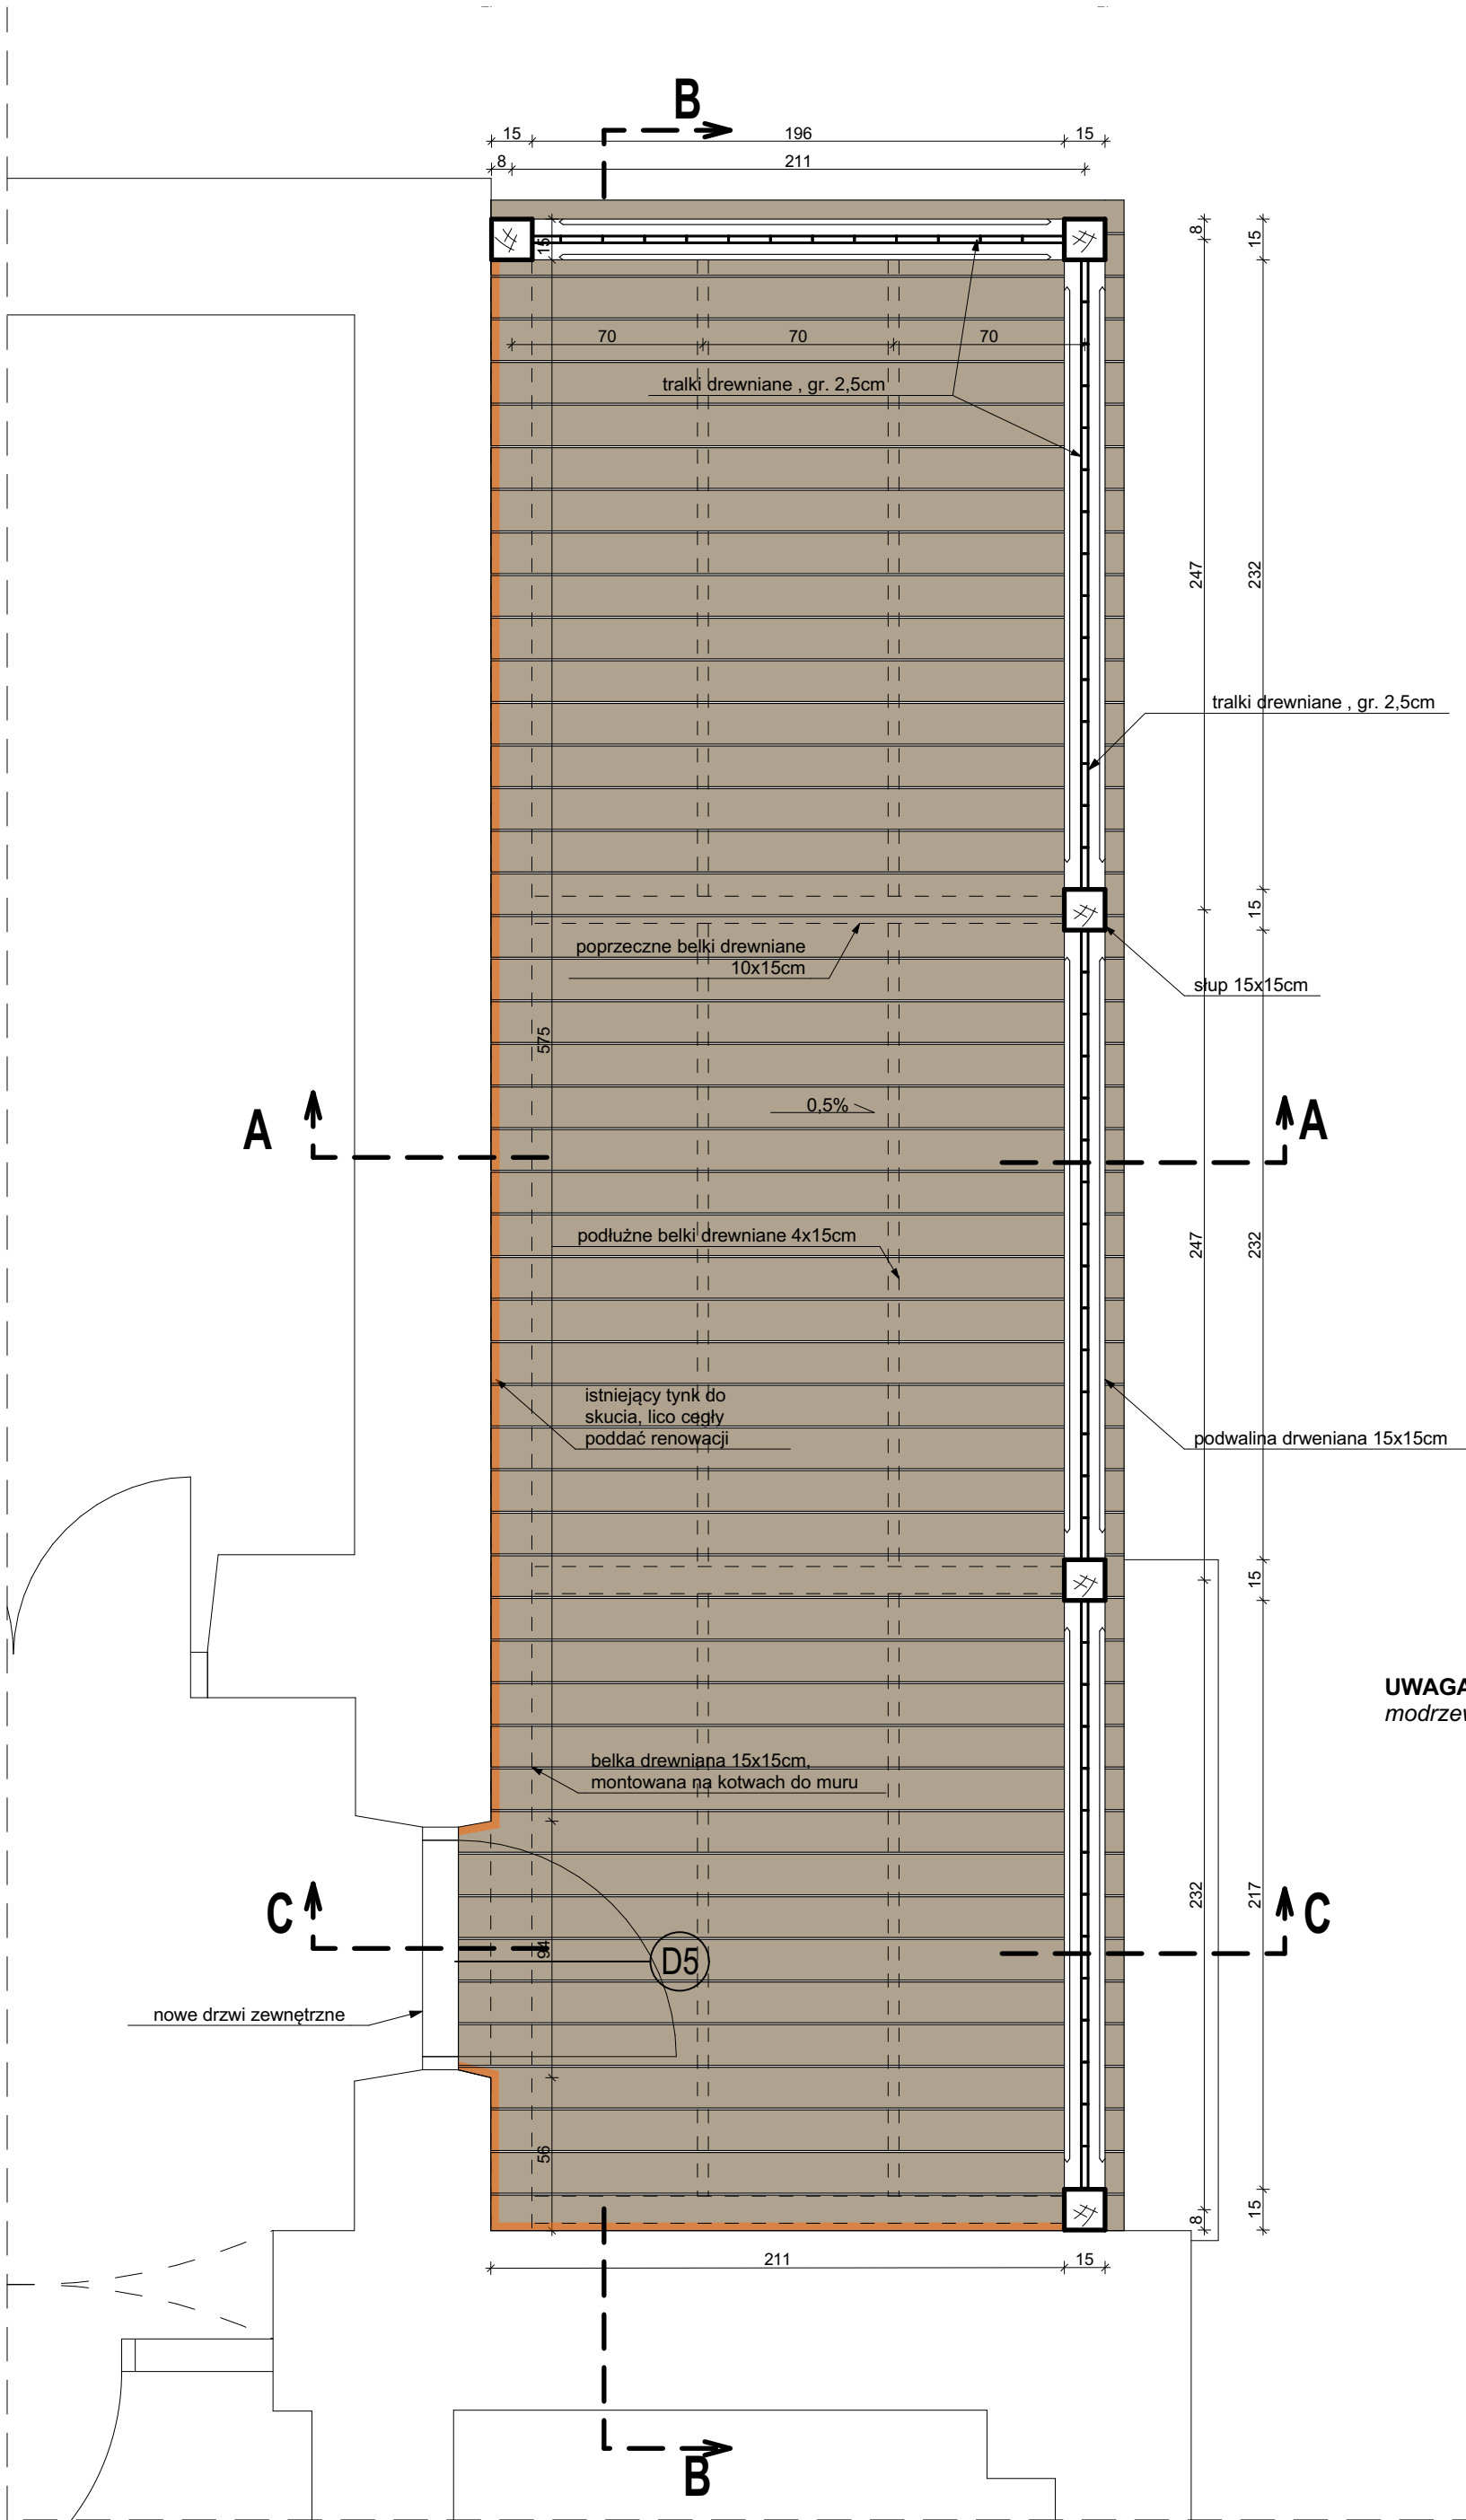 B
15
196
15
8
211
15
8
15
70
70
70
tralki drewniane , gr. 2,5cm
247
232
tralki drewniane , gr. 2,5cm
15
poprzeczne belki drewniane
10x15cm
słup 15x15cm
575
0,5%
A
A
podłużne belki drewniane 4x15cm
247
232
istniejący tynk do
skucia, lico cegły
poddać renowacji
podwalina drweniana 15x15cm
15
UWAGA
modrzew
belka drewniana 15x15cm,
montowana na kotwach do muru
232
217
C
C
94
D5
nowe drzwi zewnętrzne
56
8
15
211
15
B